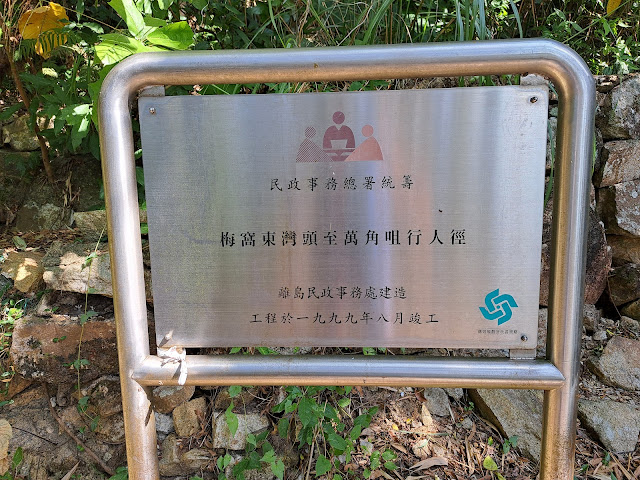 民政事務總署統籌
梅窩東灣頭至萬角咀行人徑
離島民政事務處建造
工程於一九九九年八月竣工